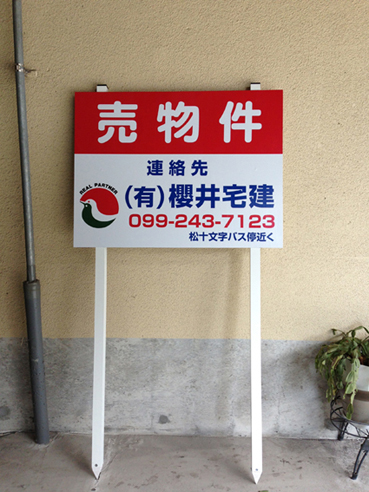 売物件
連絡先
REAL PARTNER
(有)櫻井宅建
099-243-7123
松十文字バス停近く